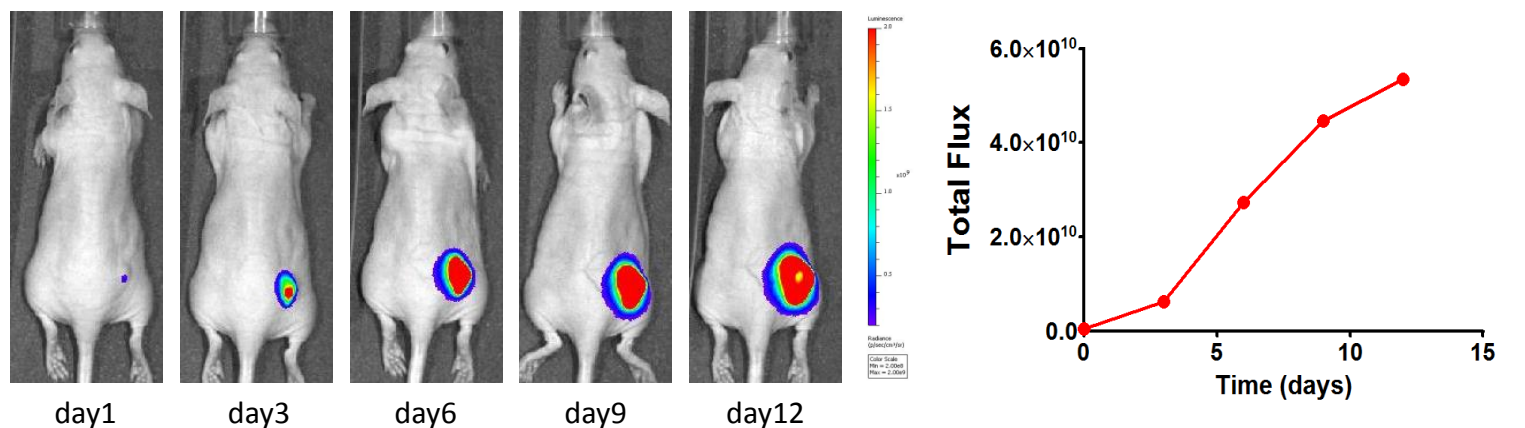 day1
day3
day6
day9
day12
Luminescence
2.0
1.5
1.0
0.5
x10⁹
Radiance
(p/sec/cm²/sr)
Color Scale
Min = 2.00e8
Max = 2.00e9
Total Flux
6.0×10¹⁰
4.0×10¹⁰
2.0×10¹⁰
0.0
0
5
10
15
Time (days)